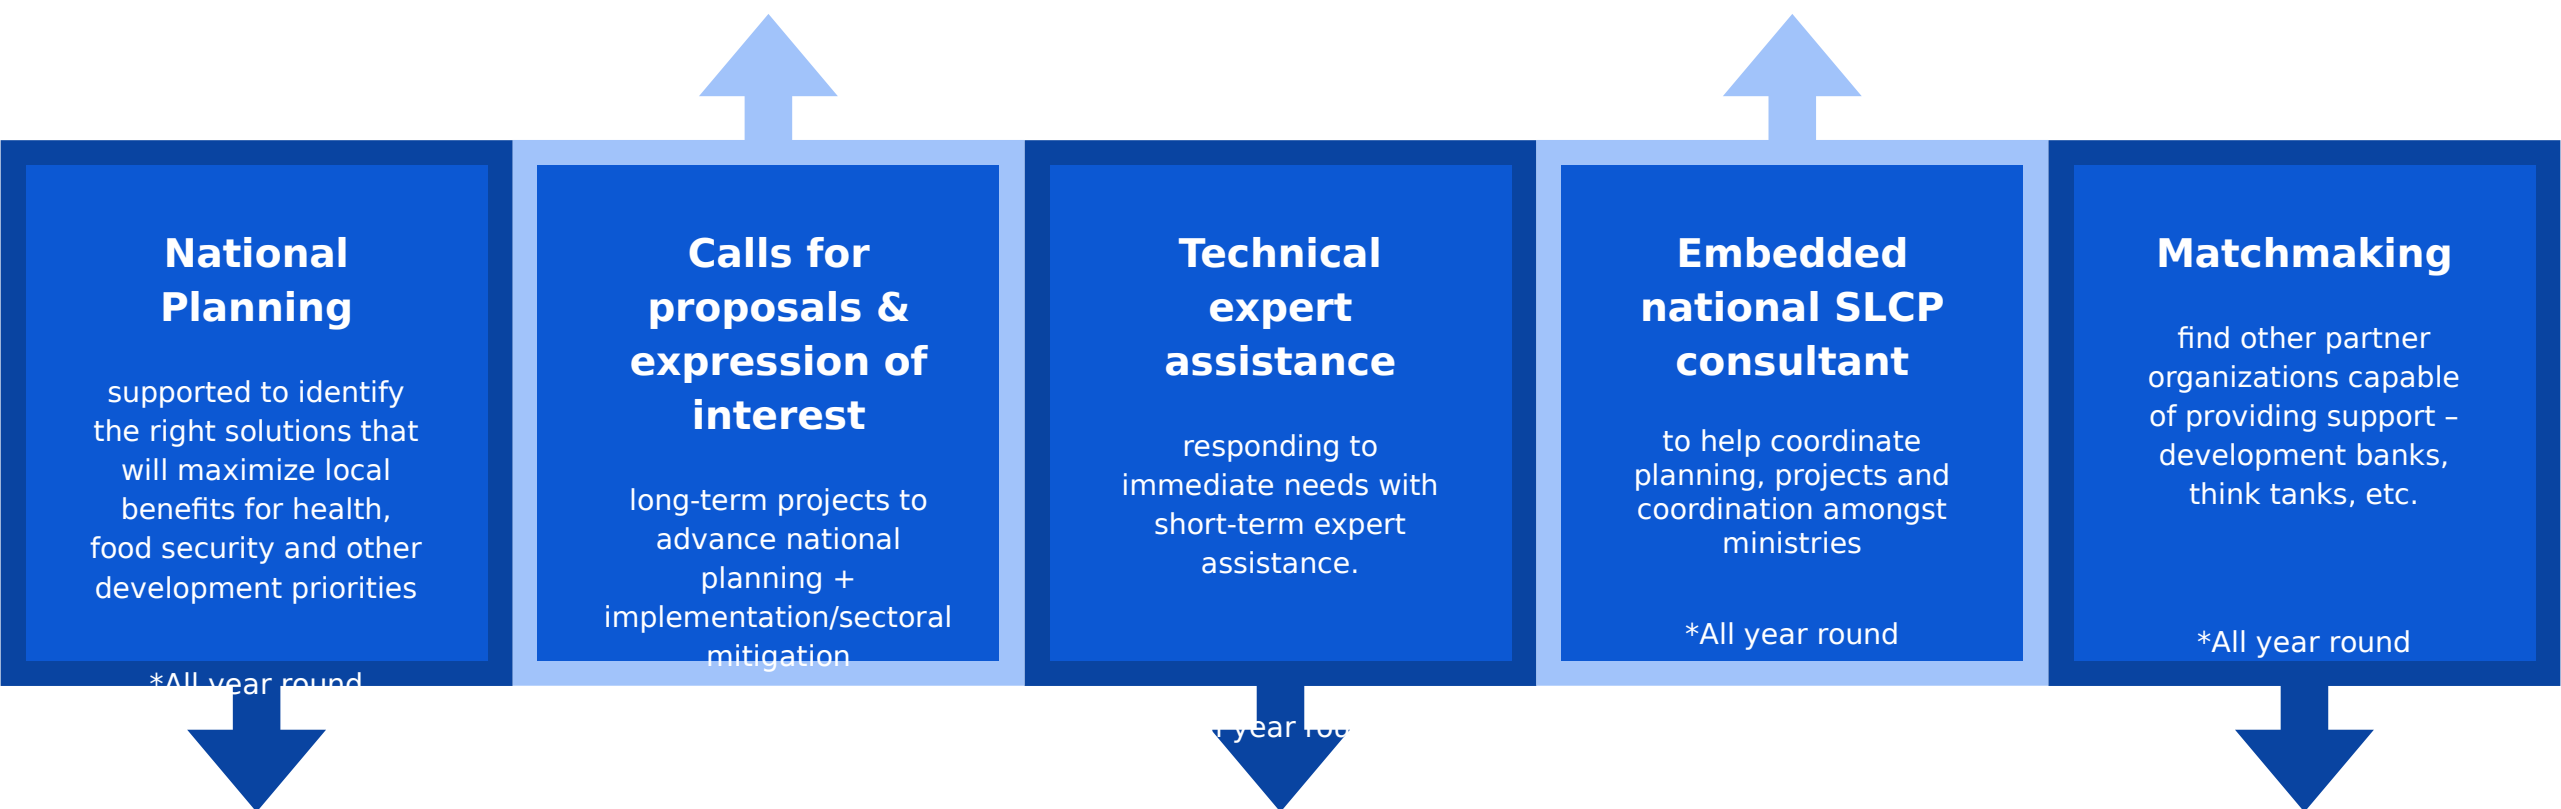 National
Planning
supported to identify
the right solutions that
will maximize local
benefits for health,
food security and other
development priorities
*All year round
Calls for
proposals &
expression of
interest
long-term projects to
advance national
planning +
implementation/sectoral
mitigation
Technical
expert
assistance
responding to
immediate needs with
short-term expert
assistance.
year
Embedded
national SLCP
consultant
to help coordinate
planning, projects and
coordination amongst
ministries
*All year round
Matchmaking
find other partner
organizations capable
of providing support –
development banks,
think tanks, etc.
*All year round